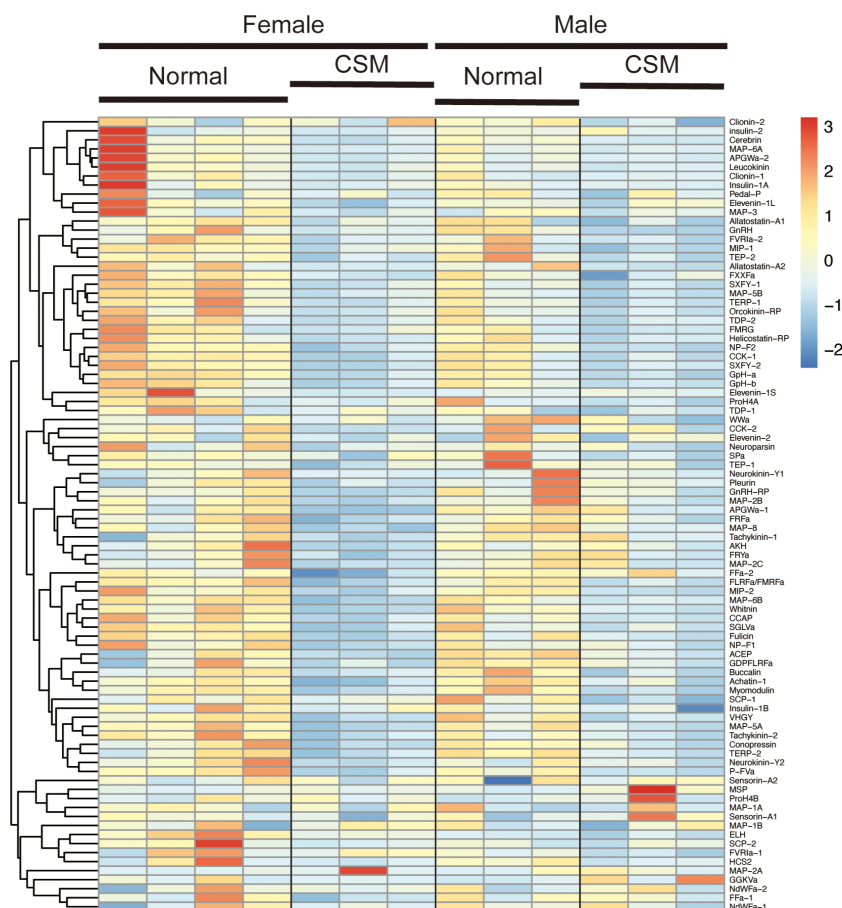 Female Male
Normal CSM Normal CSM
Clionin-2
insulin-2
Cerebrin
MAP-6A
APGWa-2
Leucokinin
Clionin-1
Insulin-1A
Pedal-P
Elevenin-1L
MAP-3
Allatostatin-A1
GnRH
FVRIa-2
MIP-1
TEP-2
Allatostatin-A2
FXXFa
SXFY-1
MAP-5B
TERP-1
Orcokinin-RP
TDP-2
FMRG
Helicostatin-RP
NP-F2
CCK-1
SXFY-2
GpH-a
GpH-b
Elevenin-1S
ProH4A
TDP-1
WWa
CCK-2
Elevenin-2
Neuroparsin
SPa
TEP-1
Neurokinin-Y1
Pleurin
GnRH-RP
MAP-2B
APGWa-1
FRFa
MAP-8
Tachykinin-1
AKH
FRYa
MAP-2C
FFa-2
FLRFa/FMRFa
MIP-2
MAP-6B
Whitnin
CCAP
SGLVa
Fulicin
NP-F1
ACEP
GDPFLRFa
Buccalin
Achatin-1
Myomodulin
SCP-1
Insulin-1B
VHGY
MAP-5A
Tachykinin-2
Conopressin
TERP-2
Neurokinin-Y2
P-FVa
Sensorin-A2
MSP
ProH4B
MAP-1A
Sensorin-A1
MAP-1B
ELH
SCP-2
FVRIa-1
HCS2
MAP-2A
GGKVa
NdWFa-2
FFa-1
NdWFa-1
3
2
1
0
-1
-2